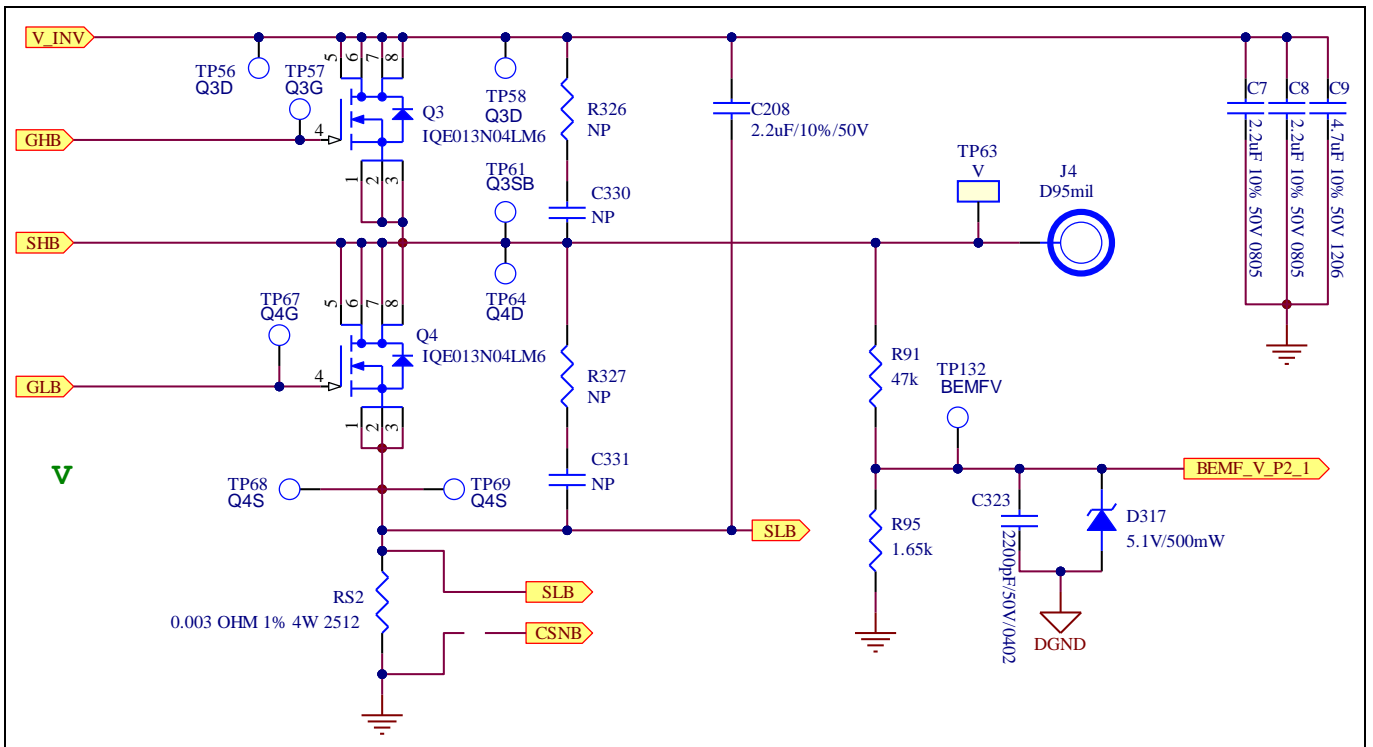 V_INV
TP56
Q3D
TP57
Q3G
5
6
7
8
TP58
Q3D
Q3
IQE013N04LM6
GHB
4
1
2
3
R326
NP
C330
NP
C208
2.2uF/10%/50V
C7
2.2uF 10% 50V 0805
C8
2.2uF 10% 50V 0805
C9
4.7uF 10% 50V 1206
TP61
Q3SB
TP63
V
J4
D95mil
SHB
TP64
Q4D
TP67
Q4G
5
6
7
8
Q4
IQE013N04LM6
GLB
4
1
2
3
R327
NP
C331
NP
R91
47k
TP132
BEMFV
BEMF_V_P2_1
V
TP68
Q4S
TP69
Q4S
SLB
R95
1.65k
C323
2200pF/50V/0402
D317
5.1V/500mW
DGND
RS2
0.003 OHM 1% 4W 2512
SLB
CSNB